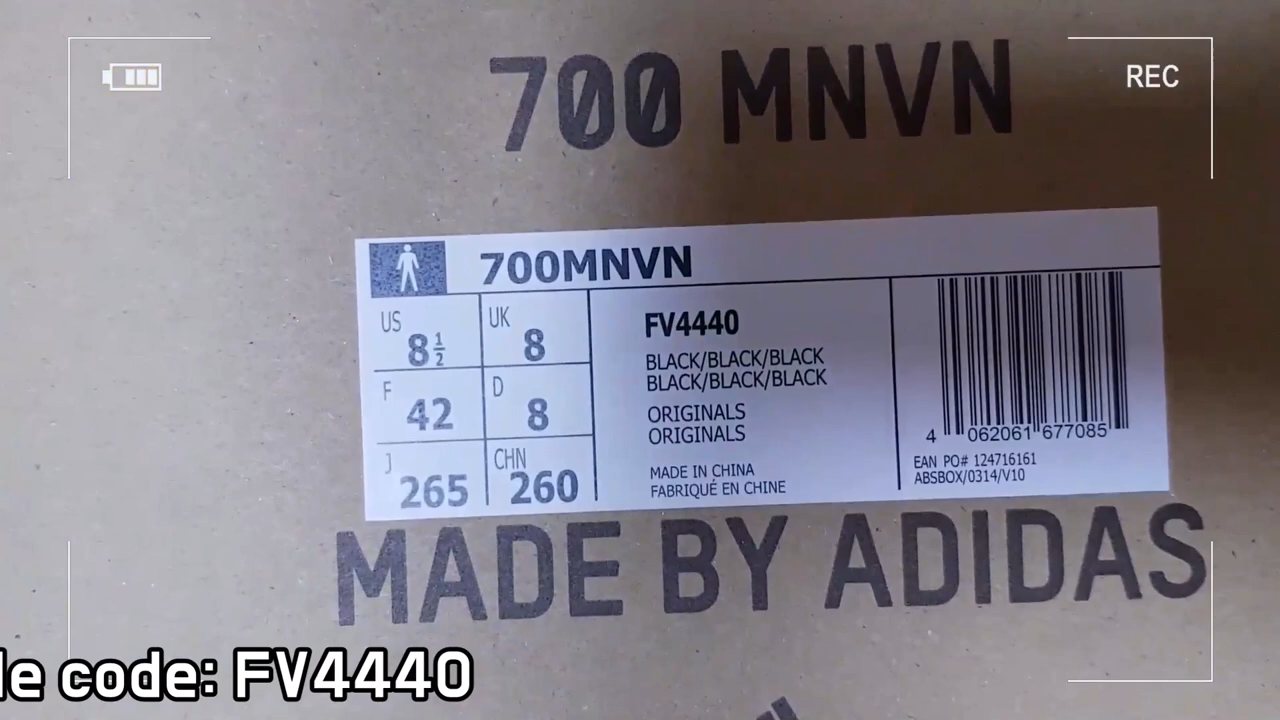 REC
700 MNVN
700MNVN
US 8½
UK 8
F 42
D 8
J 265
CHN 260
FV4440
BLACK/BLACK/BLACK
BLACK/BLACK/BLACK
ORIGINALS
ORIGINALS
MADE IN CHINA
FABRIQUÉ EN CHINE
4 062061 677085
EAN PO# 124716161
ABSBOX/0314/V10
MADE BY ADIDAS
le code: FV4440